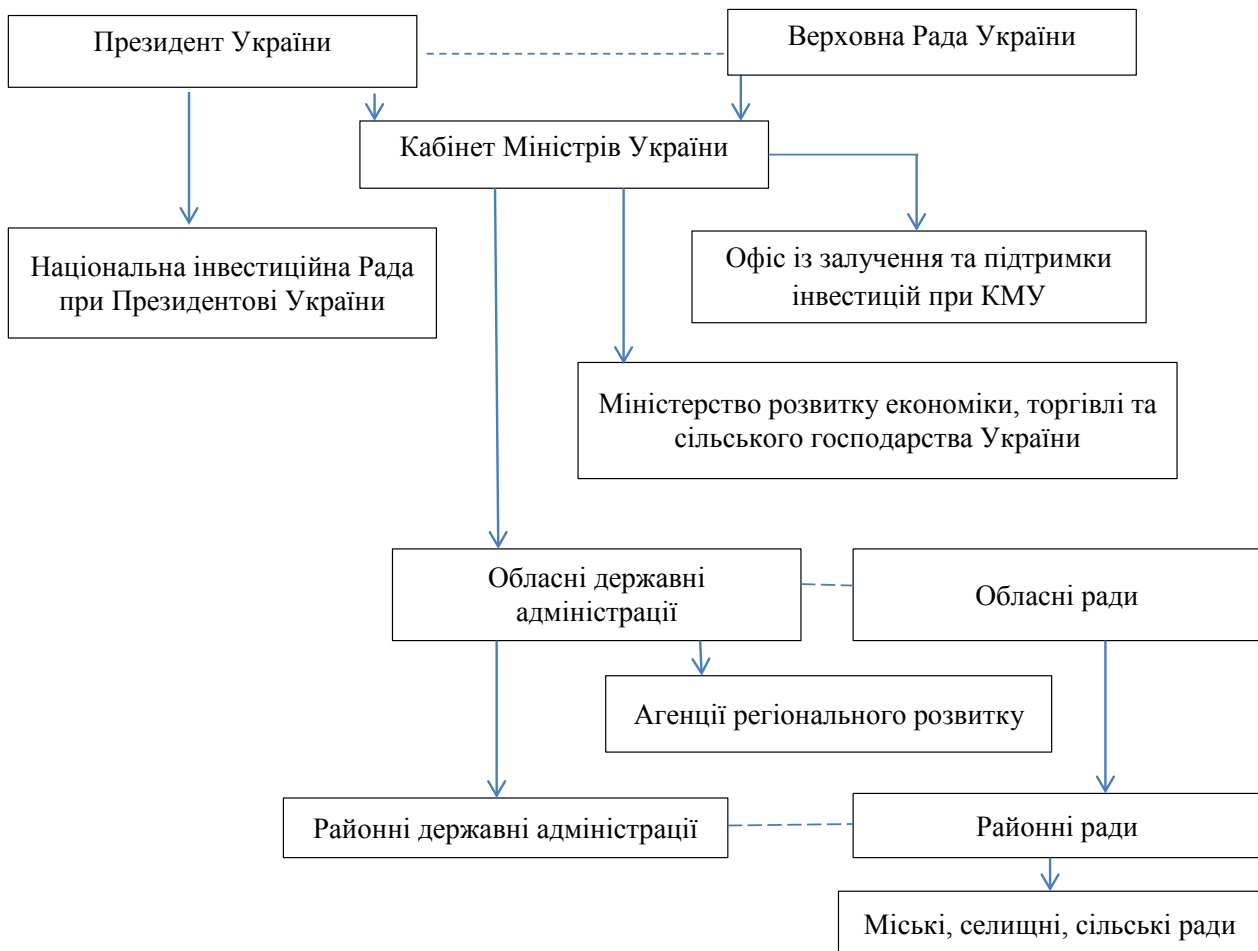 Президент України
Верховна Рада України
Кабінет Міністрів України
Національна інвестиційна Рада
при Президентові України
Офіс із залучення та підтримки
інвестицій при КМУ
Міністерство розвитку економіки, торгівлі та
сільського господарства України
Обласні державні
адміністрації
Обласні ради
Агенції регіонального розвитку
Районні державні адміністрації
Районні ради
Міські, селищні, сільські ради